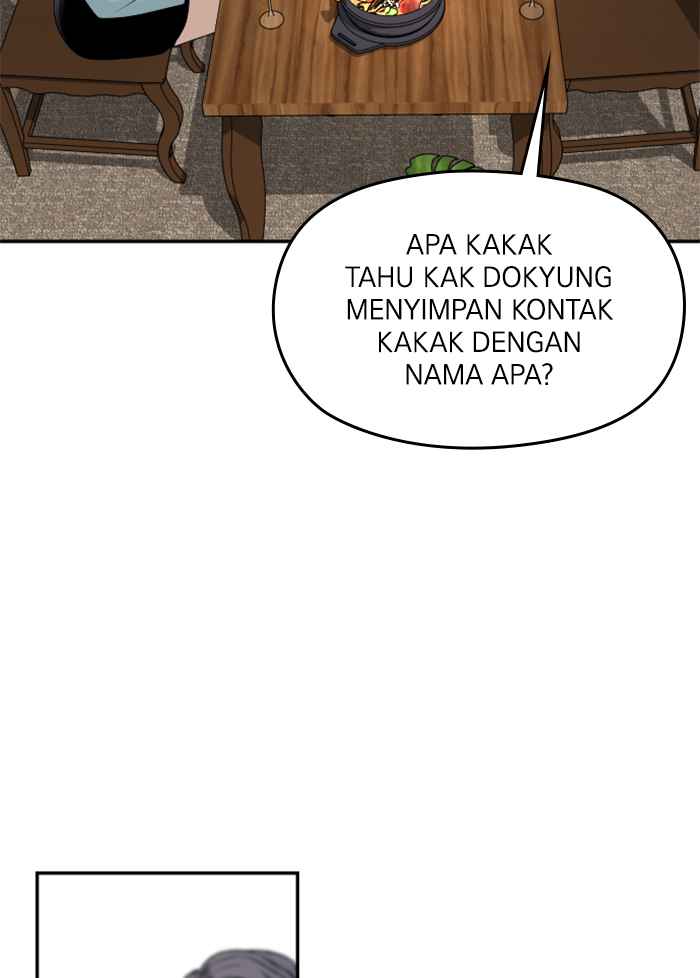 APA KAKAK
TAHU KAK DOKYUNG
MENYIMPAN KONTAK
KAKAK DENGAN
NAMA APA?